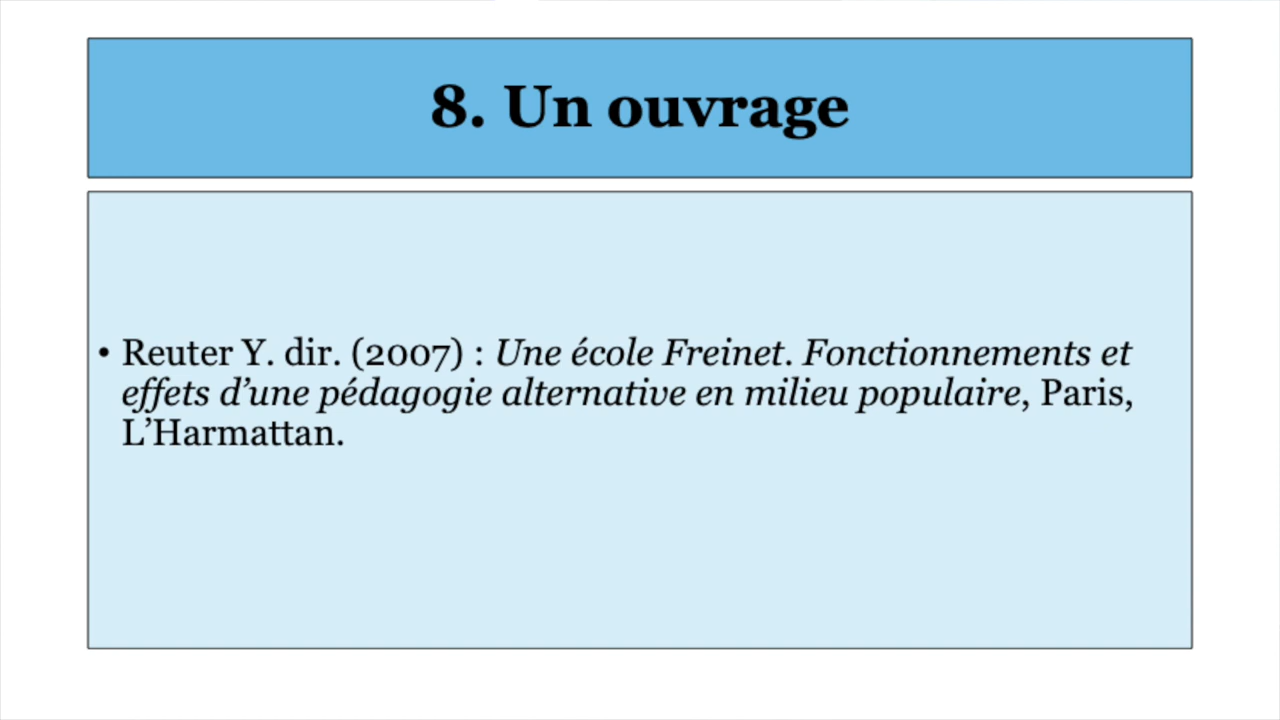 8. Un ouvrage
• Reuter Y. dir. (2007) : Une école Freinet. Fonctionnements et
effets d’une pédagogie alternative en milieu populaire, Paris,
L’Harmattan.